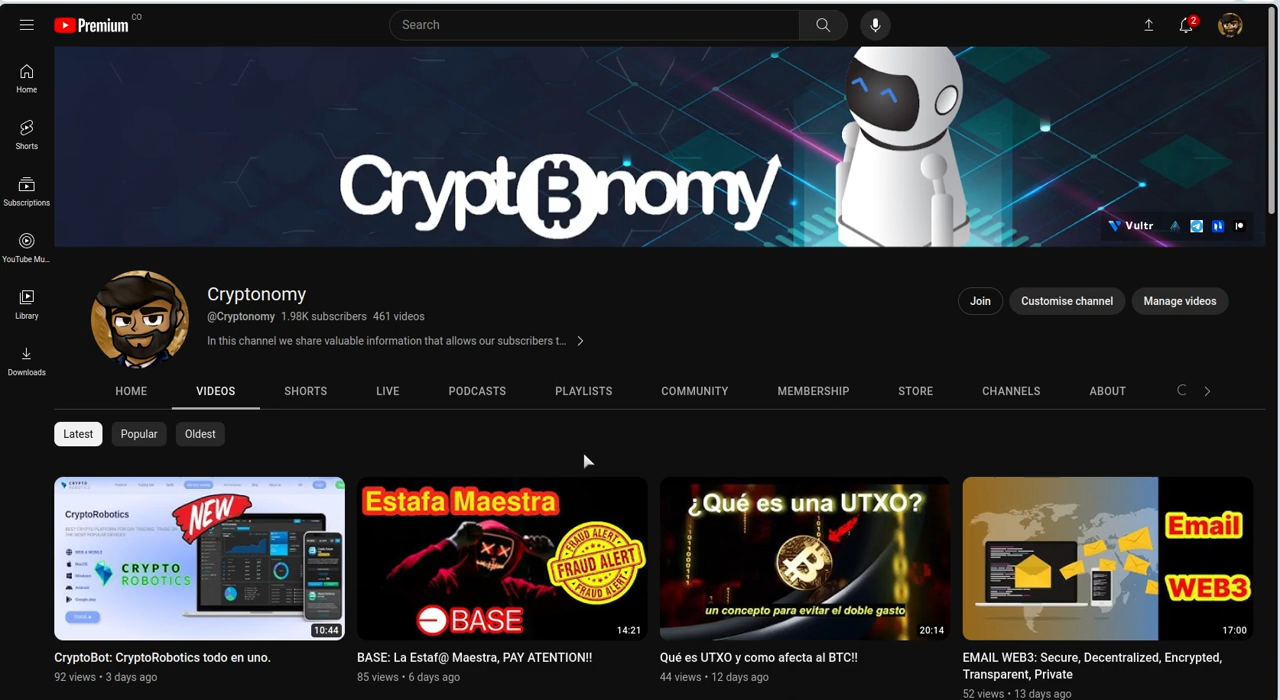 Premium CO
Search
2
Home
Shorts
Subscriptions
YouTube Mu...
Library
Downloads
Cryptonomy
Vultr
Cryptonomy
@Cryptonomy 1.98K subscribers 461 videos
In this channel we share valuable information that allows our subscribers t...
Join
Customise channel
Manage videos
HOME VIDEOS SHORTS LIVE PODCASTS PLAYLISTS COMMUNITY MEMBERSHIP STORE CHANNELS ABOUT
Latest Popular Oldest
CryptoRobotics
NEW
CRYPTO
ROBOTICS
10:44
CryptoBot: CryptoRobotics todo en uno.
92 views • 3 days ago
Estafa Maestra
FRAUD ALERT
FRAUD ALERT
FRAUD ALERT
BASE
14:21
BASE: La Estaf@ Maestra, PAY ATENTION!!
85 views • 6 days ago
¿Qué es una UTXO?
un concepto para evitar el doble gasto
20:14
Qué es UTXO y como afecta al BTC!!
44 views • 12 days ago
Email
WEB3
17:00
EMAIL WEB3: Secure, Decentralized, Encrypted,
Transparent, Private
52 views • 13 days ago